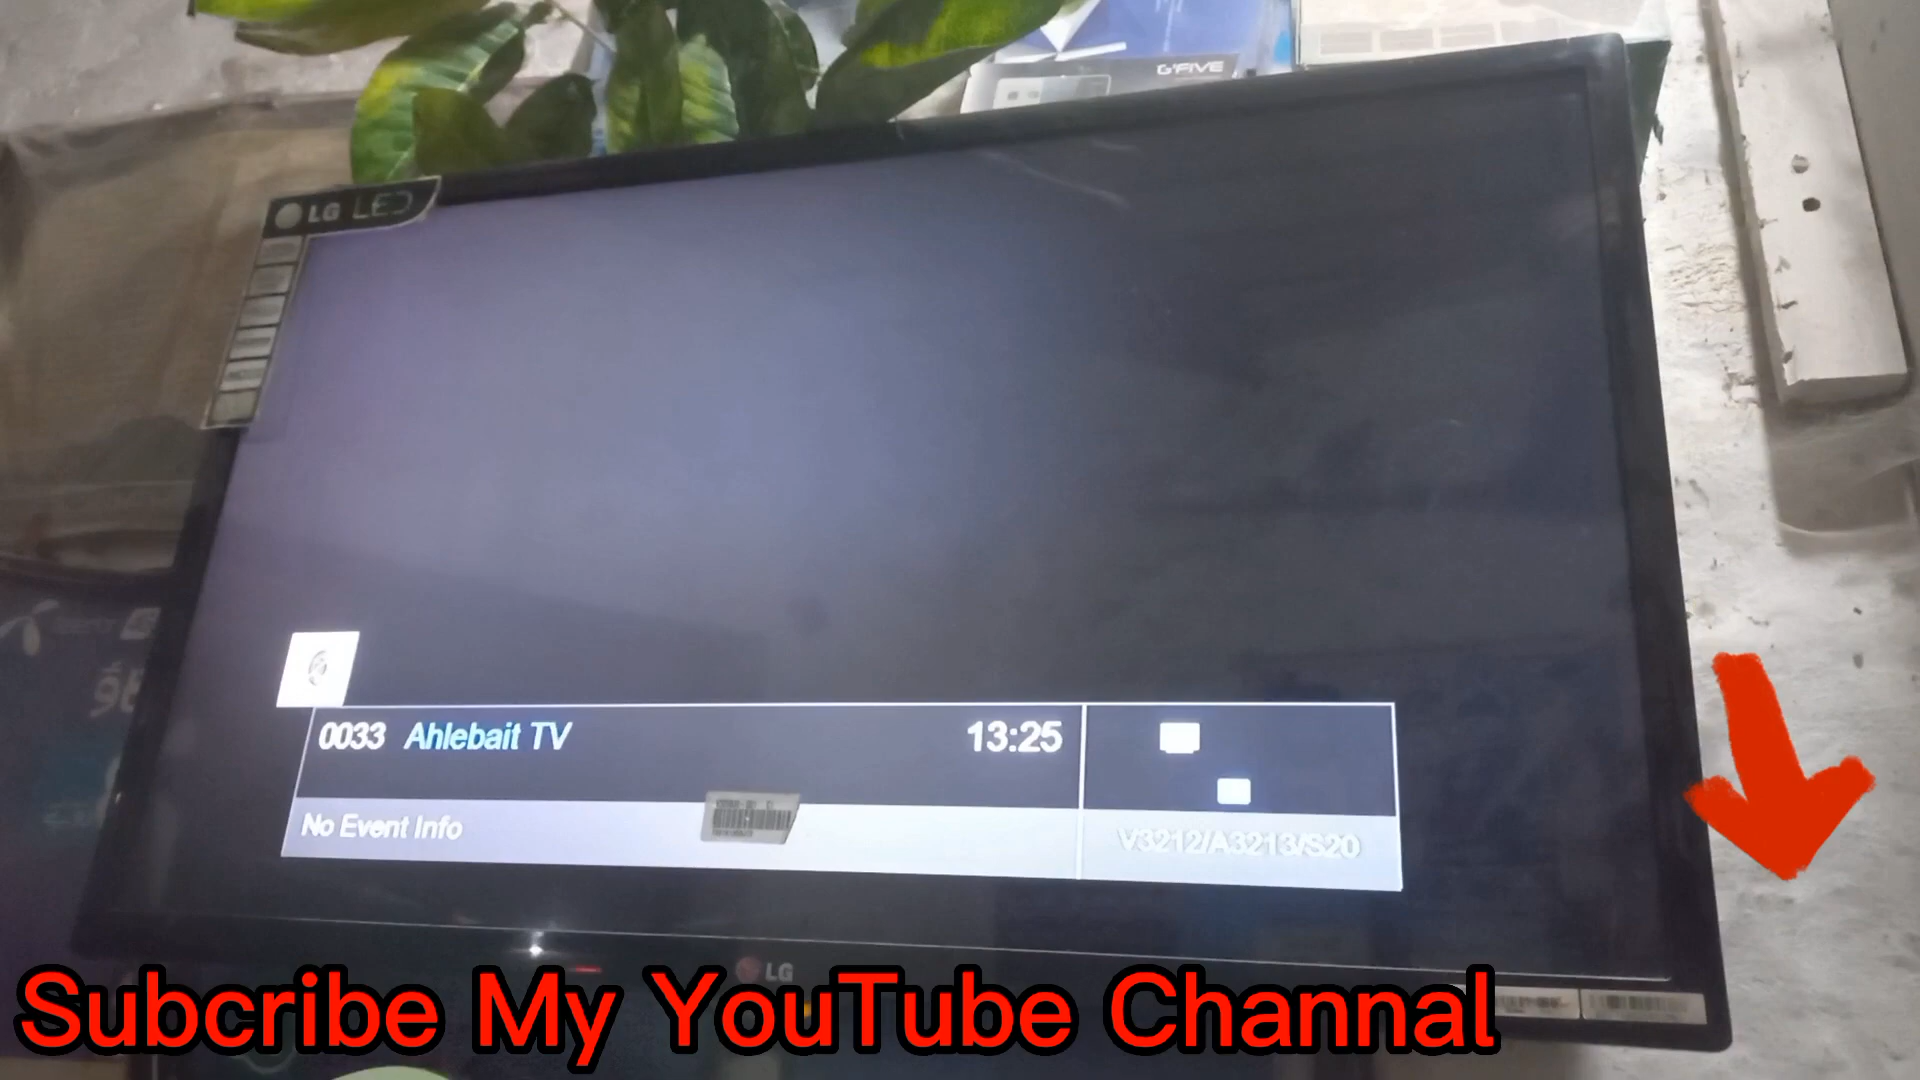 G'FIVE
LG LED
0033 Ahlebait TV 13:25
No Event Info
V3212/A3213/S20
LG
Subcribe My YouTube Channal